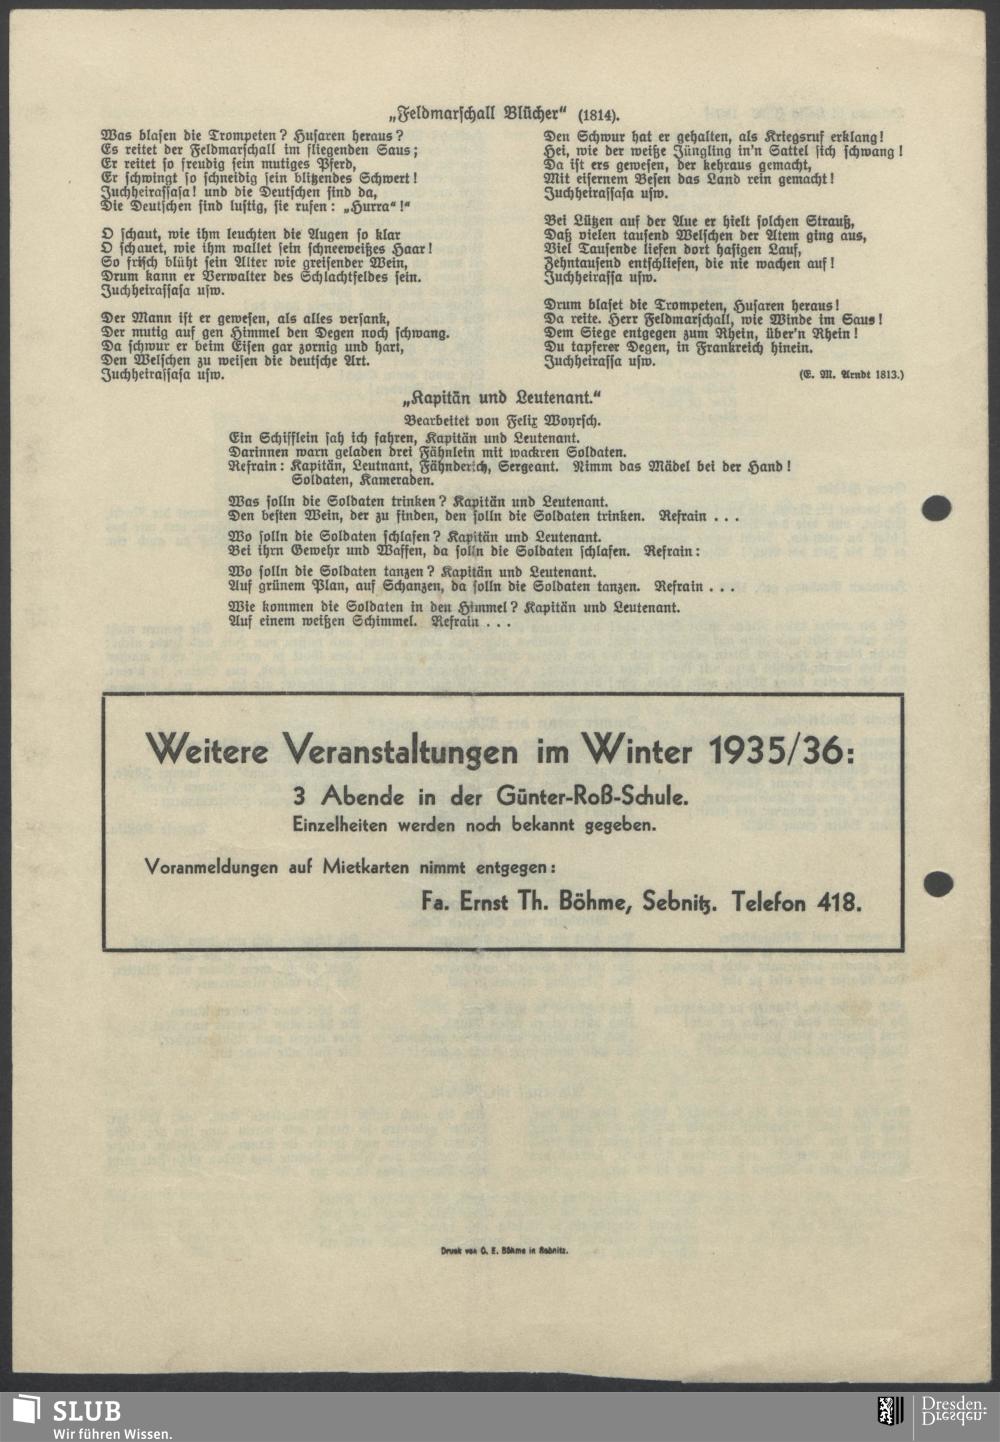 „Feldmarschall Blücher“ (1814).
Was blasen die Trompeten? Husaren heraus?
Es reitet der Feldmarschall im fliegenden Saus;
Er reitet so freudig sein mutiges Pferd,
Er schwingt so schneidig sein blitzendes Schwert!
Juchheirassasa! und die Deutschen sind da,
Die Deutschen sind lustig, sie rufen: „Hurra“!“
O schaut, wie ihm leuchten die Augen so klar
O schauet, wie ihm wallet sein schneeweißes Haar!
So frisch blüht sein Alter wie greisender Wein,
Drum kann er Verwalter des Schlachtfeldes sein.
Juchheirassasa usw.
Der Mann ist er gewesen, als alles versank,
Der mutig auf gen Himmel den Degen noch schwang.
Da schwur er beim Eisen gar zornig und hart,
Den Welschen zu weisen die deutsche Art.
Juchheirassasa usw.
Den Schwur hat er gehalten, als Kriegsruf erklang!
Hei, wie der weiße Jüngling in'n Sattel sich schwang!
Da ist ers gewesen, der kehraus gemacht,
Mit eisernem Besen das Land rein gemacht!
Juchheirassasa usw.
Bei Lützen auf der Aue er hielt solchen Strauß,
Daß vielen tausend Welschen der Atem ging aus,
Viel Tausende liefen dort hasigen Lauf,
Zehntausend entschliefen, die nie wachen auf!
Juchheirassa usw.
Drum blaset die Trompeten, Husaren heraus!
Da reite. Herr Feldmarschall, wie Winde im Saus!
Dem Siege entgegen zum Rhein, über'n Rhein!
Du tapferer Degen, in Frankreich hinein.
Juchheirassa usw.
(E. M. Arndt 1813.)
„Kapitän und Leutenant.“
Bearbeitet von Felix Woyrsch.
Ein Schifflein sah ich fahren, Kapitän und Leutenant.
Darinnen warn geladen drei Fähnlein mit wackren Soldaten.
Refrain: Kapitän, Leutnant, Fähnderich, Sergeant. Nimm das Mädel bei der Hand!
Soldaten, Kameraden.
Was solln die Soldaten trinken? Kapitän und Leutenant.
Den besten Wein, der zu finden, den solln die Soldaten trinken. Refrain . . .
Wo solln die Soldaten schlafen? Kapitän und Leutenant.
Bei ihrn Gewehr und Waffen, da solln die Soldaten schlafen. Refrain:
Wo solln die Soldaten tanzen? Kapitän und Leutenant.
Auf grünem Plan, auf Schanzen, da solln die Soldaten tanzen. Refrain . . .
Wie kommen die Soldaten in den Himmel? Kapitän und Leutenant.
Auf einem weißen Schimmel. Refrain . . .
Weitere Veranstaltungen im Winter 1935/36:
3 Abende in der Günter-Roß-Schule.
Einzelheiten werden noch bekannt gegeben.
Voranmeldungen auf Mietkarten nimmt entgegen:
Fa. Ernst Th. Böhme, Sebnitz. Telefon 418.
Druck von C. E. Böhme in Sebnitz.
SLUB
Wir führen Wissen.
Dresden.
Dresden.